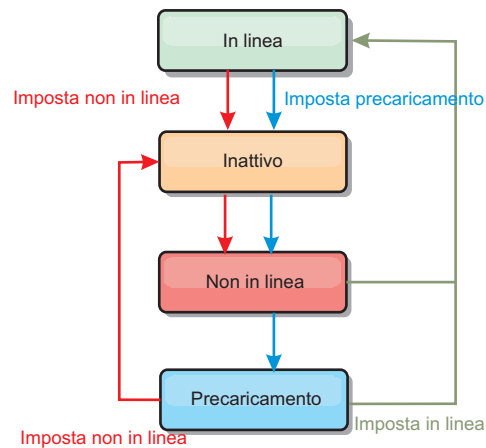 In linea
Imposta non in linea
Imposta precaricamento
Inattivo
Non in linea
Precaricamento
Imposta in linea
Imposta non in linea